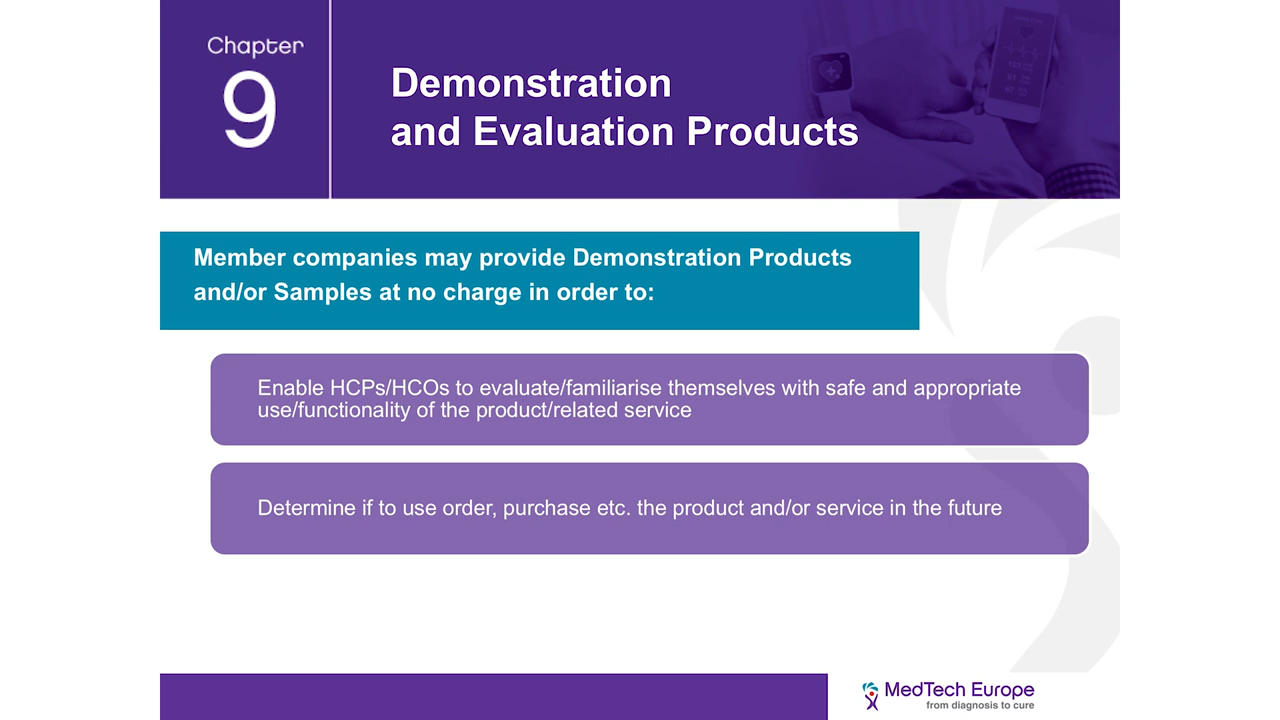 Chapter
9
Demonstration
and Evaluation Products
Member companies may provide Demonstration Products
and/or Samples at no charge in order to:
Enable HCPs/HCOs to evaluate/familiarise themselves with safe and appropriate
use/functionality of the product/related service
Determine if to use order, purchase etc. the product and/or service in the future
MedTech Europe
from diagnosis to cure